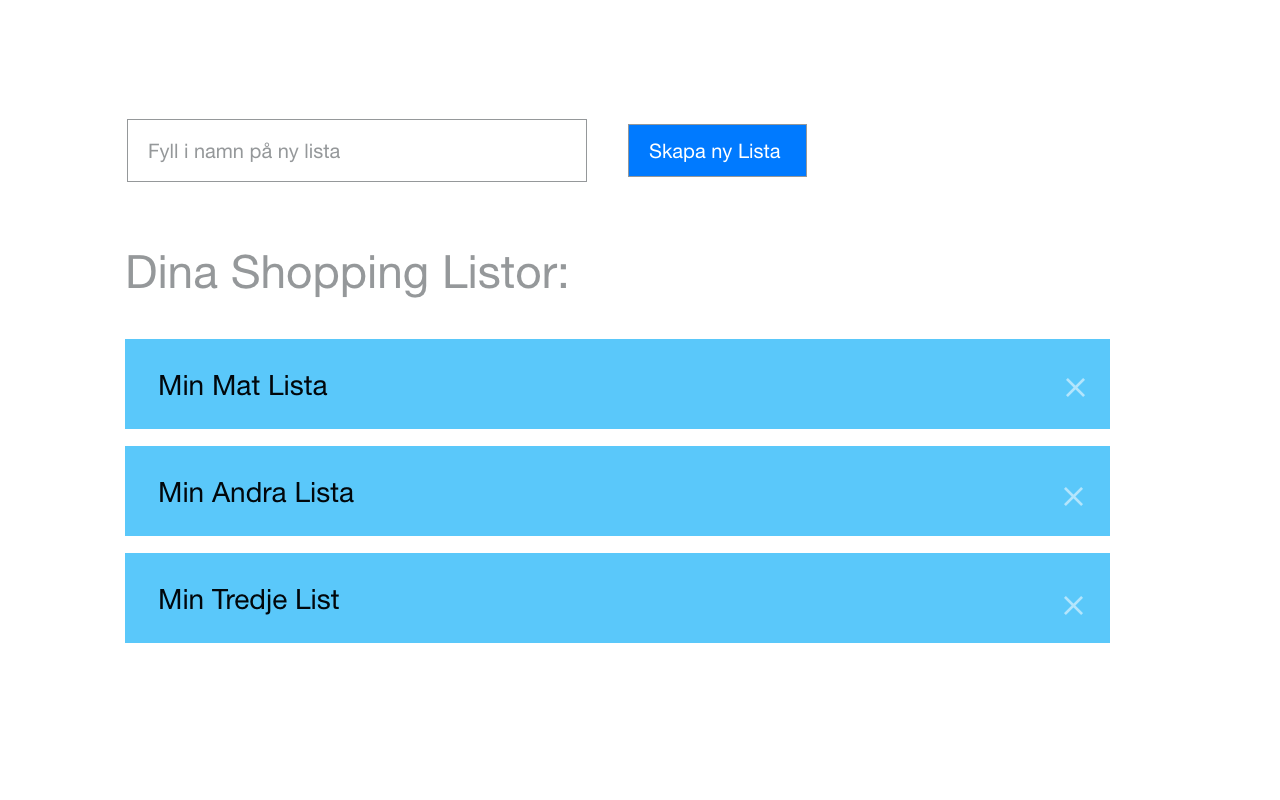 Fyll i namn på ny lista
Skapa ny Lista
Dina Shopping Listor:
Min Mat Lista
Min Andra Lista
Min Tredje List